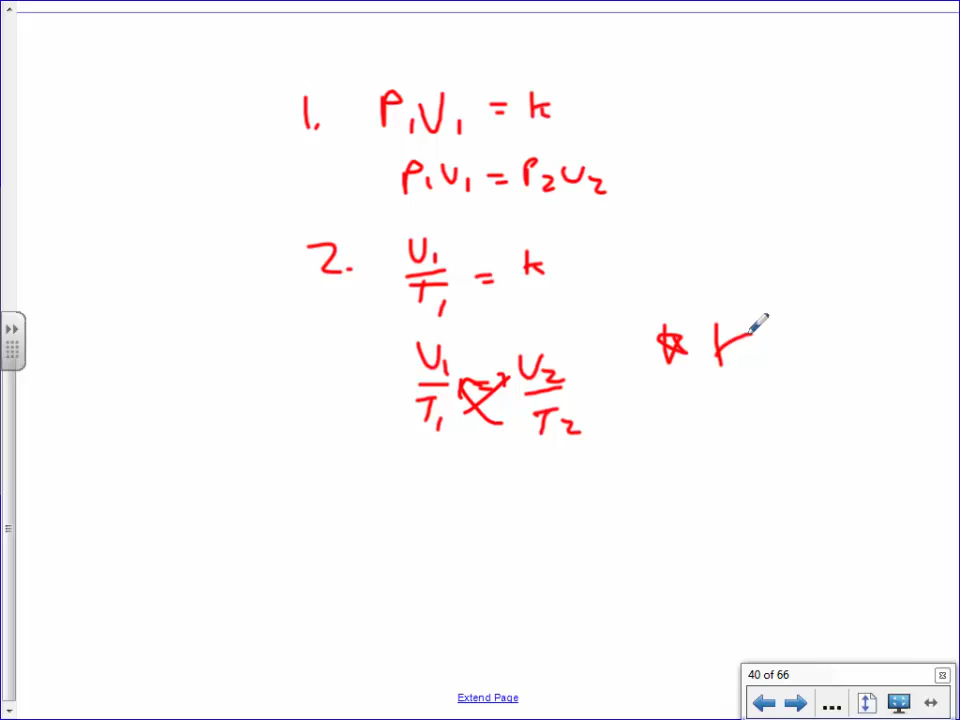 1. P₁V₁ = k
P₁V₁ = P₂V₂
2. V₁/T₁ = k
V₁/T₁ = V₂/T₂
40 of 66
Extend Page